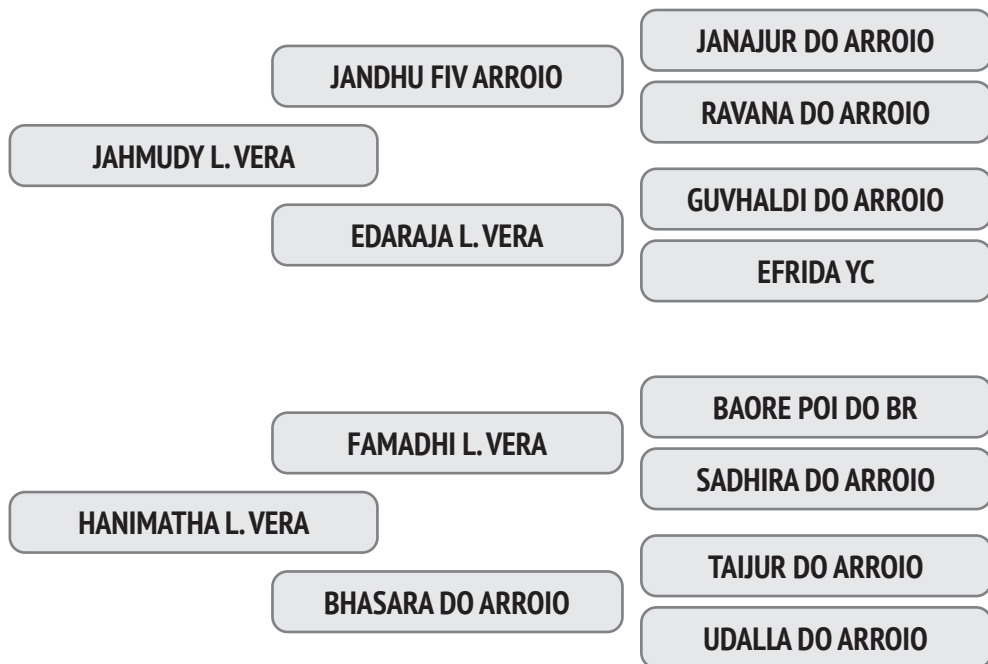 JANAJUR DO ARROIO
JANDHU FIV ARROIO
RAVANA DO ARROIO
JAHMUDY L. VERA
GUVHALDI DO ARROIO
EDARAJA L. VERA
EFRIDA YC
BAORE POI DO BR
FAMADHI L. VERA
SADHIRA DO ARROIO
HANIMATHA L. VERA
TAIJUR DO ARROIO
BHASARA DO ARROIO
UDALLA DO ARROIO